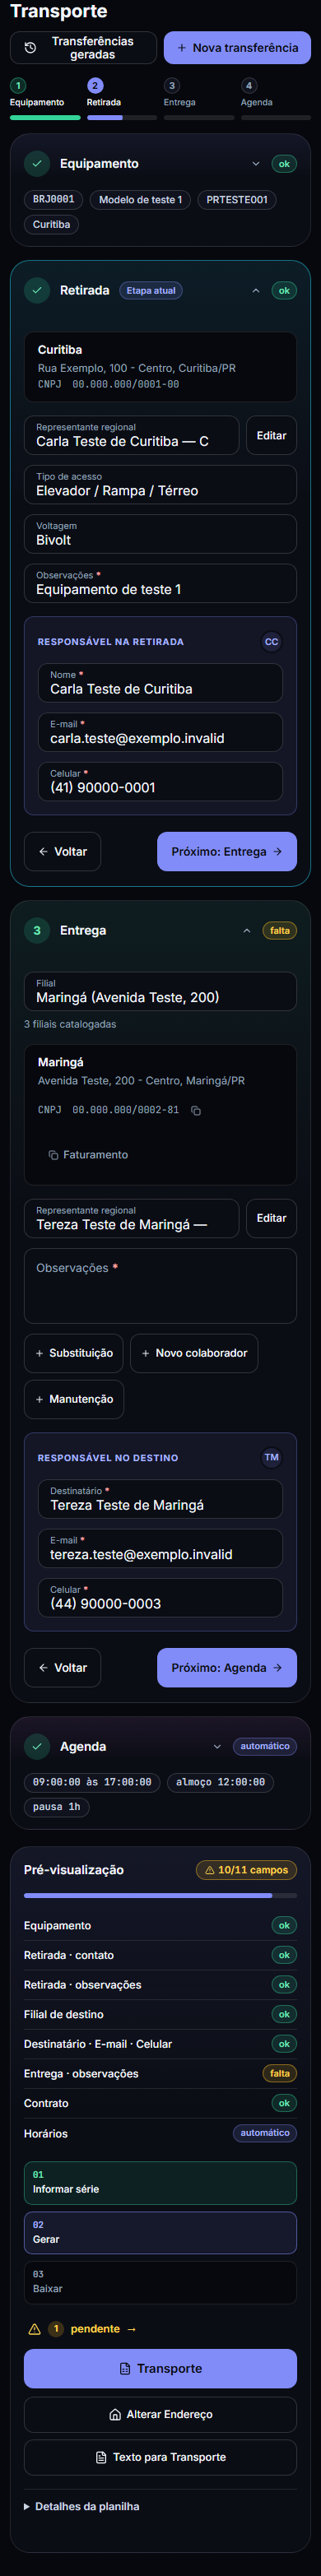 Transporte
Transferências
geradas
Nova transferência
1
2
3
4
Equipamento
Retirada
Entrega
Agenda
Equipamento
ok
BRJ0001
Modelo de teste 1
PRTESTE001
Curitiba
Retirada
Etapa atual
ok
Curitiba
Rua Exemplo, 100 - Centro, Curitiba/PR
CNPJ 00.000.000/0001-00
Representante regional
Carla Teste de Curitiba — C
Editar
Tipo de acesso
Elevador / Rampa / Térreo
Voltagem
Bivolt
Observações *
Equipamento de teste 1
RESPONSÁVEL NA RETIRADA
CC
Nome *
Carla Teste de Curitiba
E-mail *
carla.teste@exemplo.invalid
Celular *
(41) 90000-0001
← Voltar
Próximo: Entrega →
3
Entrega
falta
Filial
Maringá (Avenida Teste, 200)
3 filiais catalogadas
Maringá
Avenida Teste, 200 - Centro, Maringá/PR
CNPJ 00.000.000/0002-81
Faturamento
Representante regional
Tereza Teste de Maringá —
Editar
Observações *
+ Substituição
+ Novo colaborador
+ Manutenção
RESPONSÁVEL NO DESTINO
TM
Destinatário *
Tereza Teste de Maringá
E-mail *
tereza.teste@exemplo.invalid
Celular *
(44) 90000-0003
← Voltar
Próximo: Agenda →
Agenda
automático
09:00:00 às 17:00:00
almoço 12:00:00
pausa 1h
Pré-visualização
10/11 campos
Equipamento
ok
Retirada · contato
ok
Retirada · observações
ok
Filial de destino
ok
Destinatário · E-mail · Celular
ok
Entrega · observações
falta
Contrato
ok
Horários
automático
01
Informar série
02
Gerar
03
Baixar
1 pendente →
Transporte
Alterar Endereço
Texto para Transporte
Detalhes da planilha